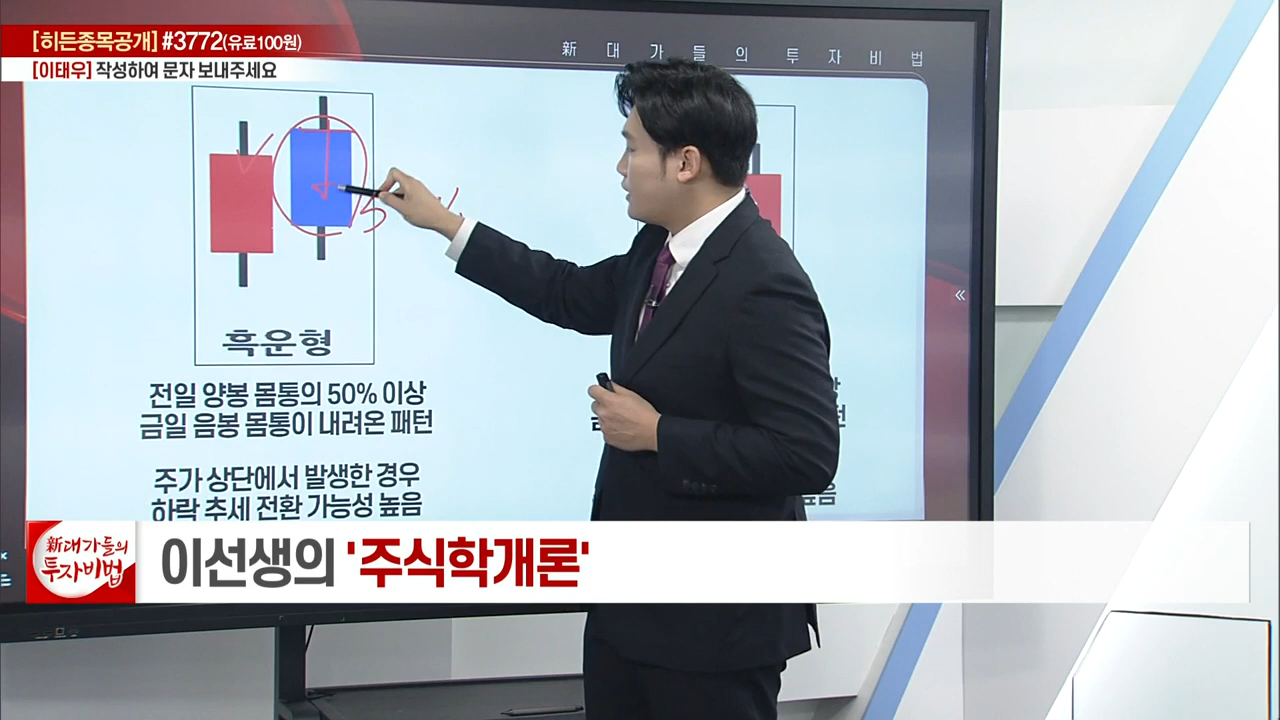 [히든종목공개] #3772(유료100원)
[이태우] 작성하여 문자 보내주세요
新 대 가 들 의 투 자 비 법
흑운형
전일 양봉 몸통의 50% 이상
금일 음봉 몸통이 내려온 패턴
주가 상단에서 발생한 경우
하락 추세 전환 가능성 높음
新대가들의
투자비법
이선생의 '주식학개론'